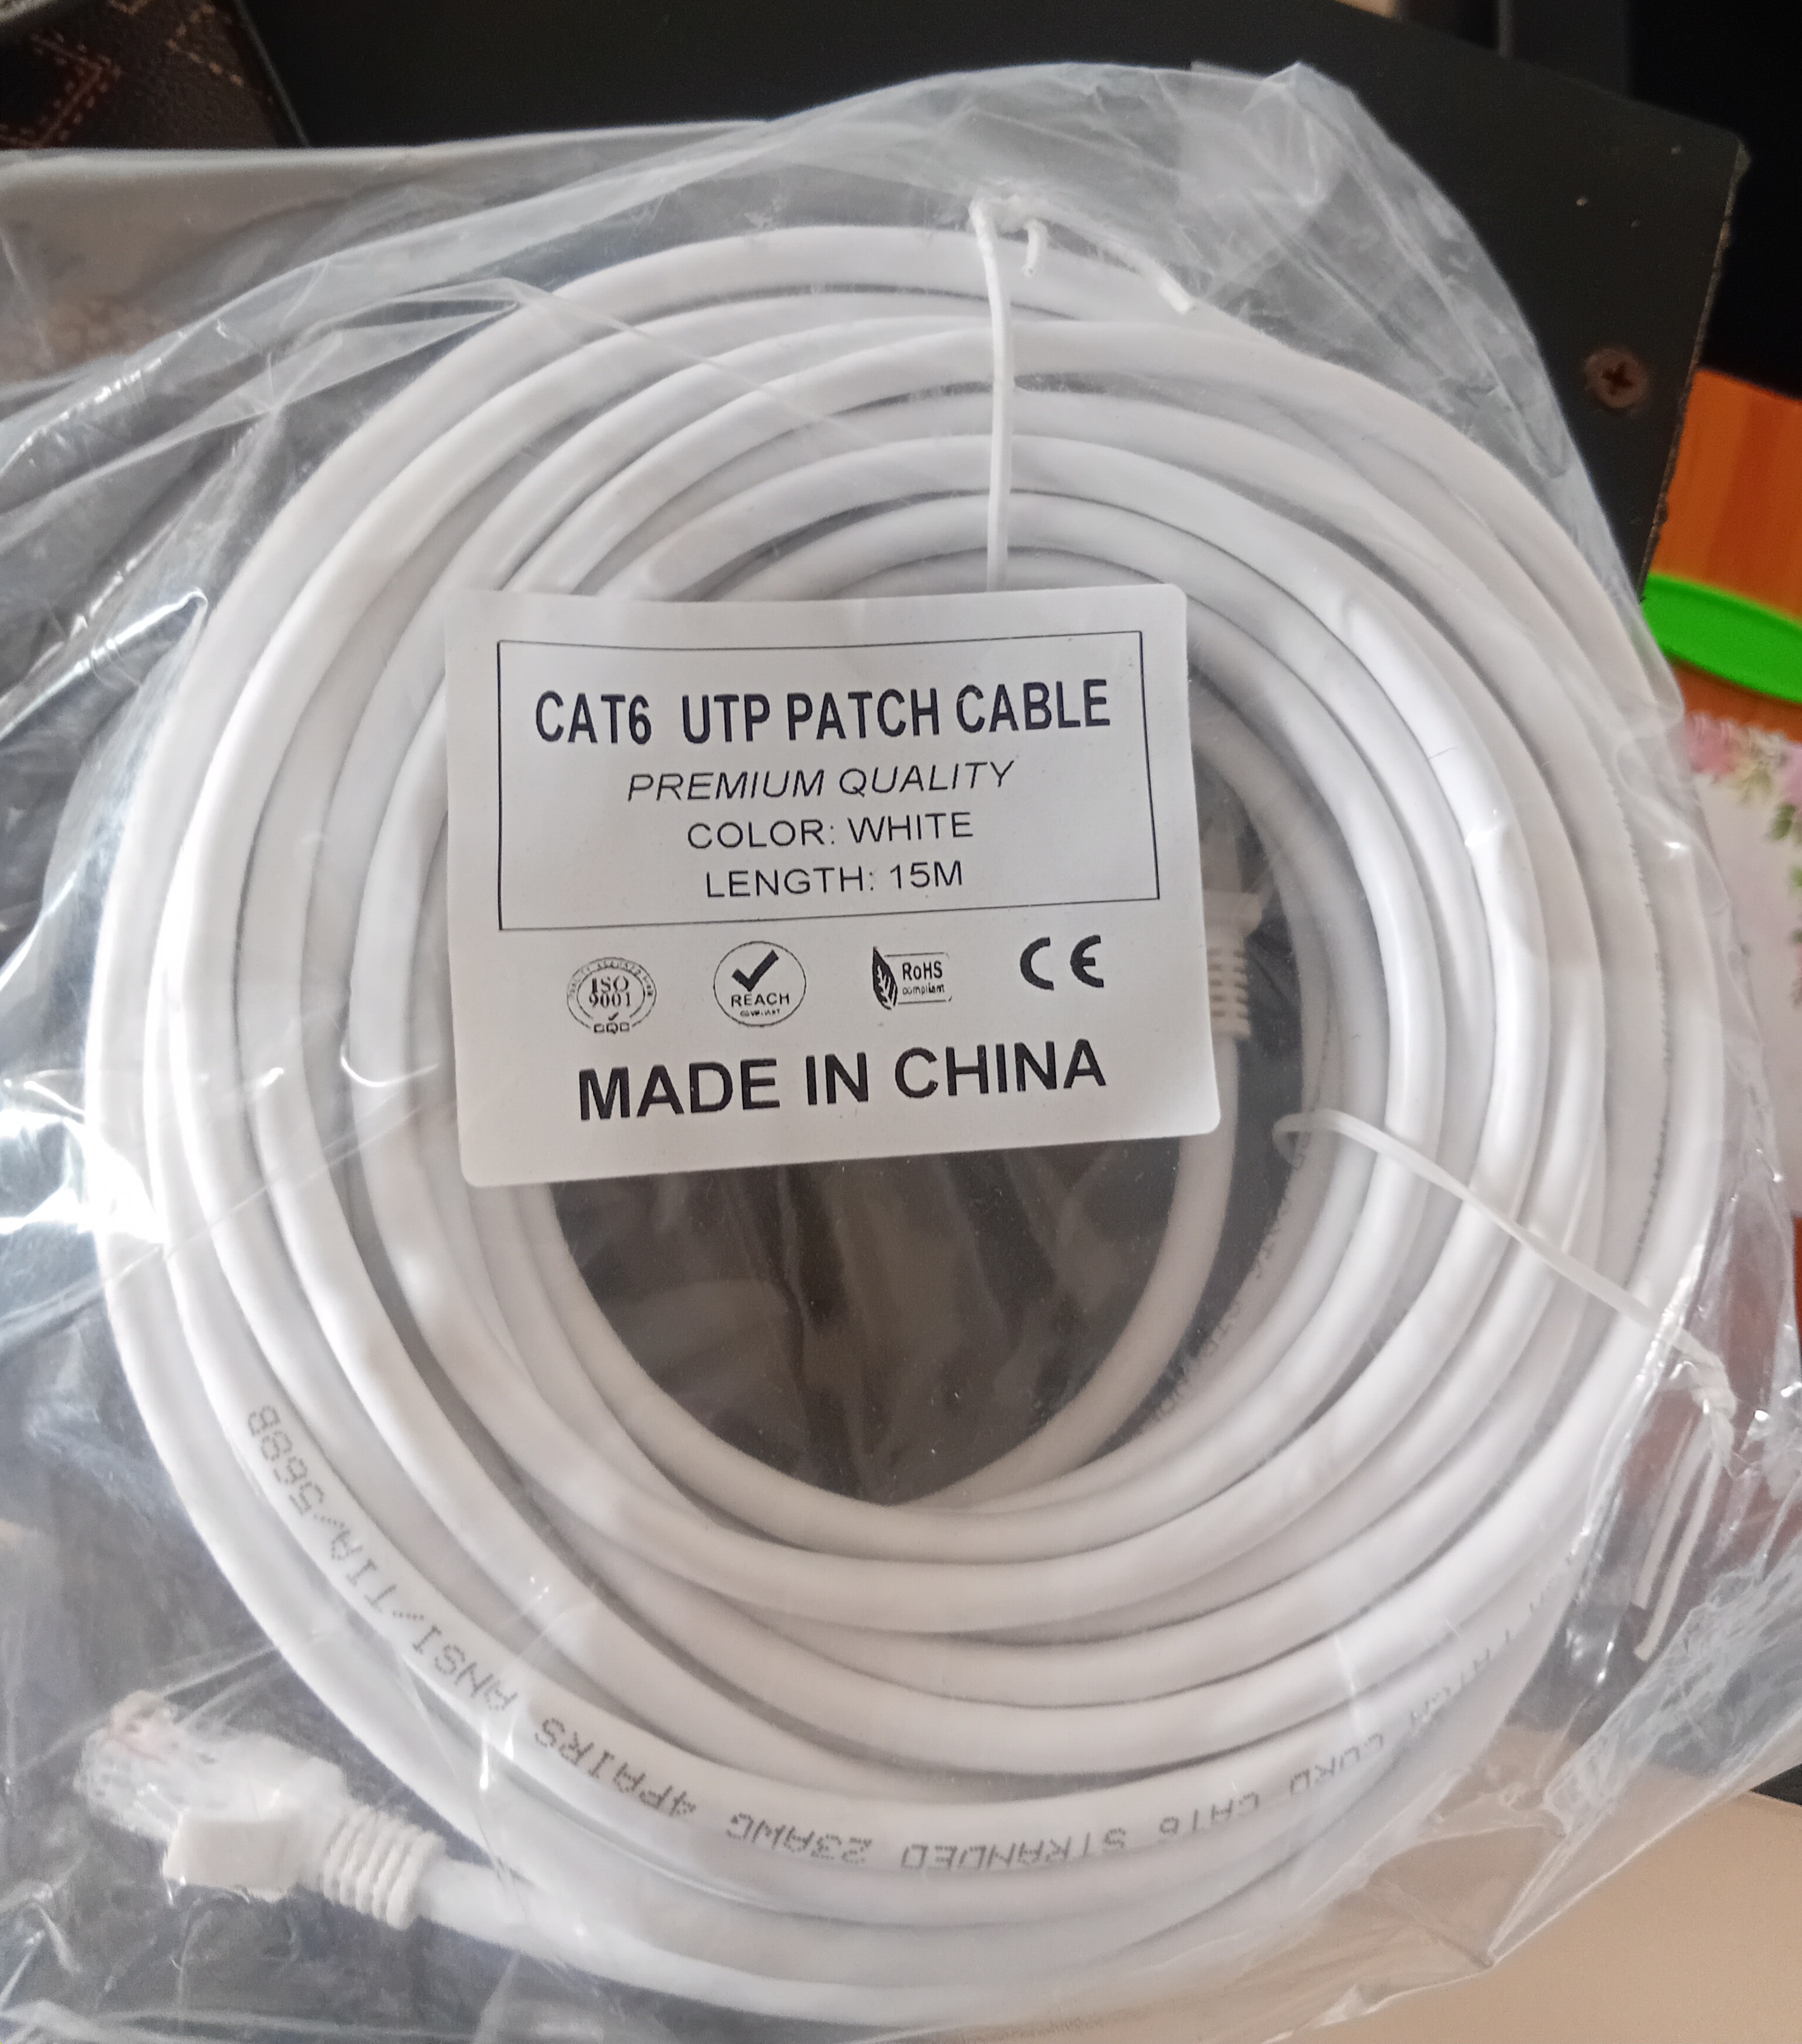 CAT6 UTP PATCH CABLE
PREMIUM QUALITY
COLOR: WHITE
LENGTH: 15M
ISO
9001
REACH
RoHS
compliant
CE
MADE IN CHINA
CORD CAT6 STRANDED 23AWG 4PAIRS ANSI/TIA/568B